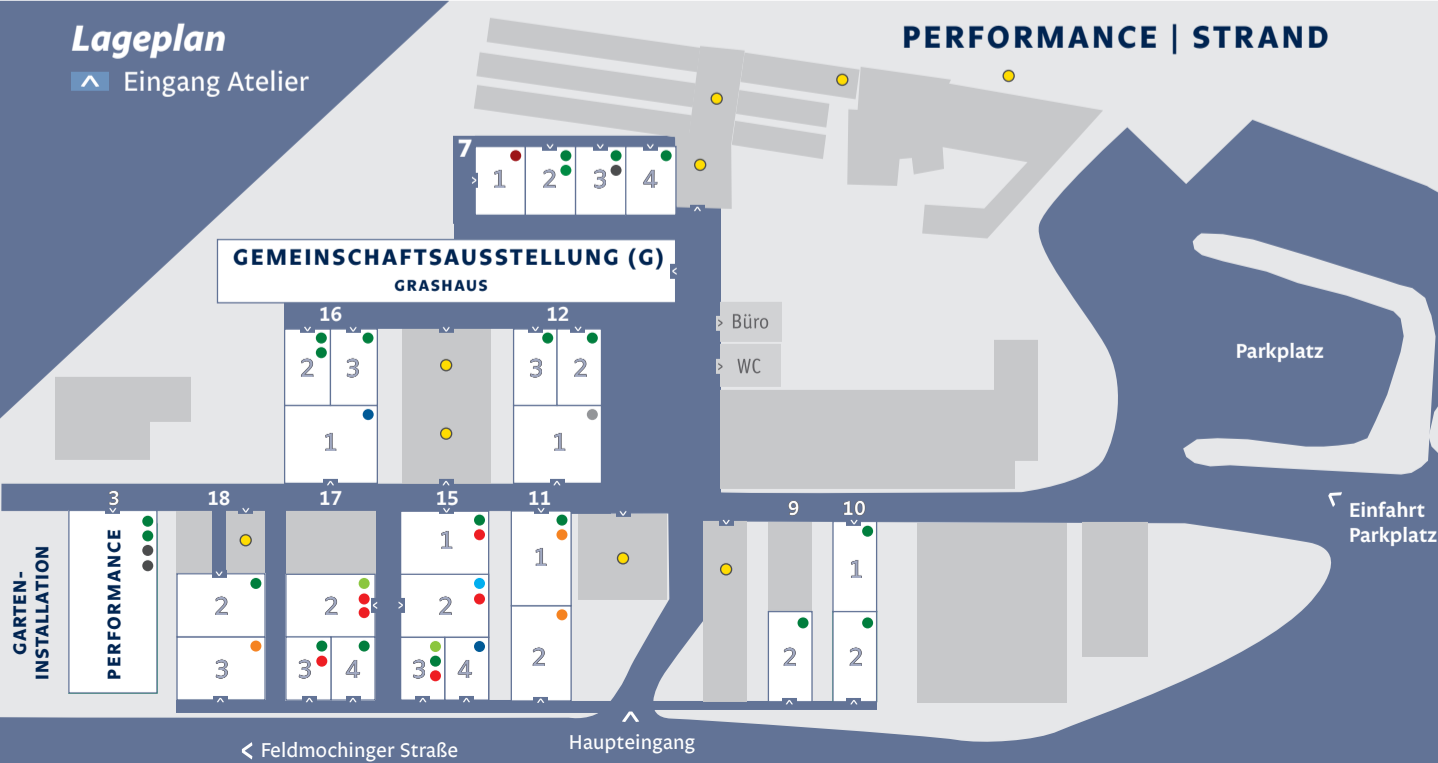 Lageplan
Eingang Atelier
PERFORMANCE | STRAND
7
1
2
3
4
GEMEINSCHAFTSAUSSTELLUNG (G)
GRASHAUS
16
12
2
3
3
2
1
1
Büro
WC
Parkplatz
Einfahrt
Parkplatz
3
18
17
15
11
9
10
GARTEN-
INSTALLATION
PERFORMANCE
2
3
2
3
4
1
2
3
4
1
2
2
1
2
Haupteingang
Feldmochinger Straße